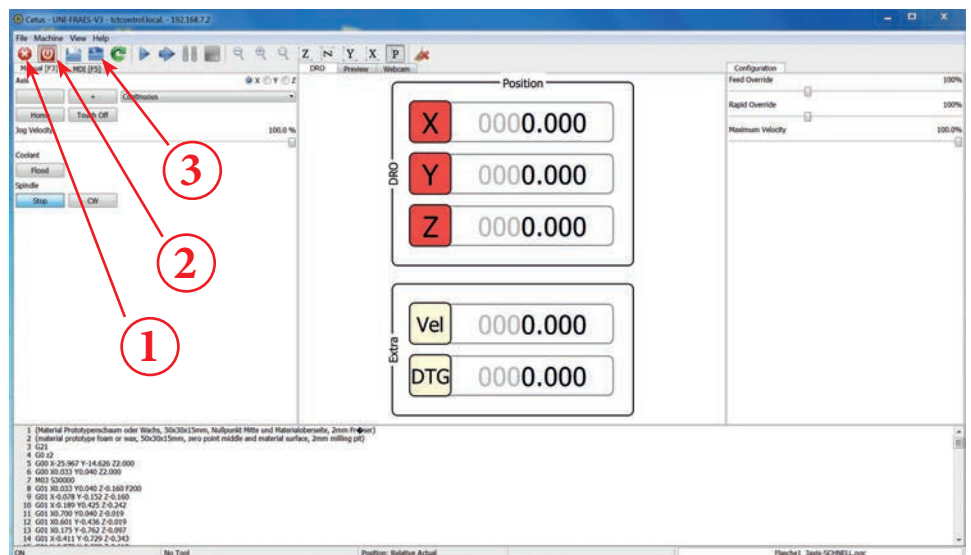 Cetus - UNI-FRAES-V3 - tctcontrol.local. - 192.168.7.2
File Machine View Help
Z N Y X P
Manual [F3] MDI [F5]
DRO Preview Webcam
Configuration
Axis X Y Z
- + Continuous
Home Touch Off
Jog Velocity 100.0 %
Coolant
Flood
Spindle
Stop CW
1
2
3
Position
DRO
X 0000.000
Y 0000.000
Z 0000.000
Extra
Vel 0000.000
DTG 0000.000
Feed Override 100%
Rapid Override 100%
Maximum Velocity 100.0%
1 (Material Prototypenschaum oder Wachs, 50x30x15mm, Nullpunkt Mitte und Materialoberseite, 2mm Fr�ser)
2 (material prototype foam or wax, 50x30x15mm, zero point middle and material surface, 2mm milling pit)
3 G21
4 G0 z2
5 G00 X-25.967 Y-14.626 Z2.000
6 G00 X0.033 Y0.040 Z2.000
7 M03 S30000
8 G01 X0.033 Y0.040 Z-0.160 F200
9 G01 X-0.078 Y-0.152 Z-0.160
10 G01 X-0.189 Y0.425 Z-0.242
11 G01 X0.700 Y0.040 Z-0.019
12 G01 X0.601 Y-0.436 Z-0.019
13 G01 X0.175 Y-0.762 Z-0.097
14 G01 X-0.411 Y-0.729 Z-0.343
ON No Tool Position: Relative Actual